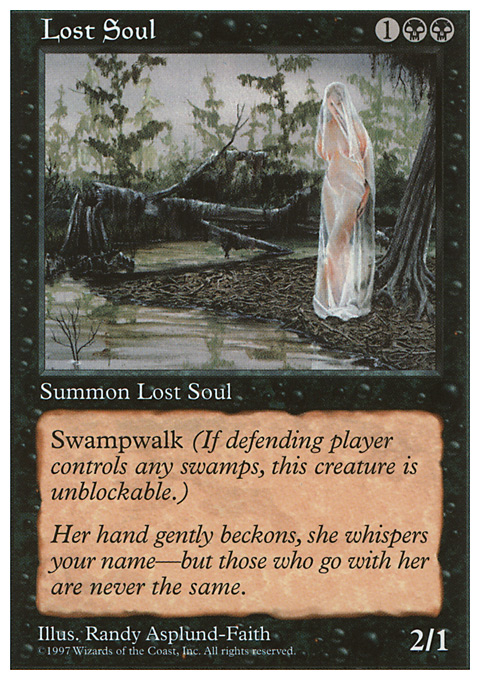 Lost Soul 1
Summon Lost Soul
Swampwalk (If defending player
controls any swamps, this creature is
unblockable.)
Her hand gently beckons, she whispers
your name—but those who go with her
are never the same.
Illus. Randy Asplund-Faith
©1997 Wizards of the Coast, Inc. All rights reserved.
2/1